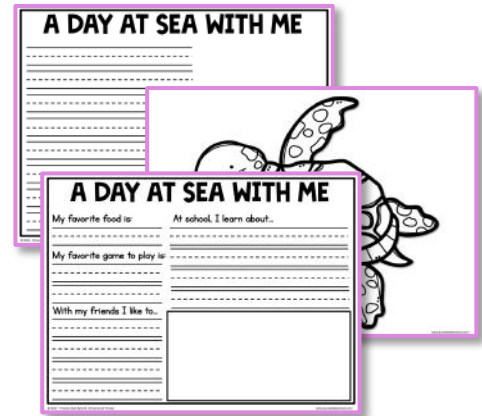 A DAY AT SEA WITH ME
A DAY AT SEA WITH ME
My favorite food is:
At school, I learn about...
My favorite game to play is:
With my friends I like to...